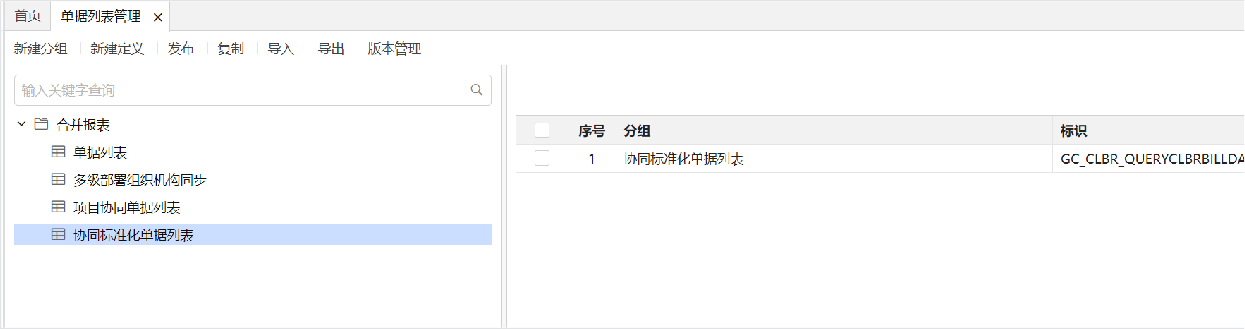 首页 单据列表管理
新建分组 新建定义 发布 复制 导入 导出 版本管理
输入关键字查询
合并报表
单据列表
多级部署组织机构同步
项目协同单据列表
协同标准化单据列表
序号 分组 标识
1 协同标准化单据列表 GC_CLBR_QUERYCLBRBILLDA